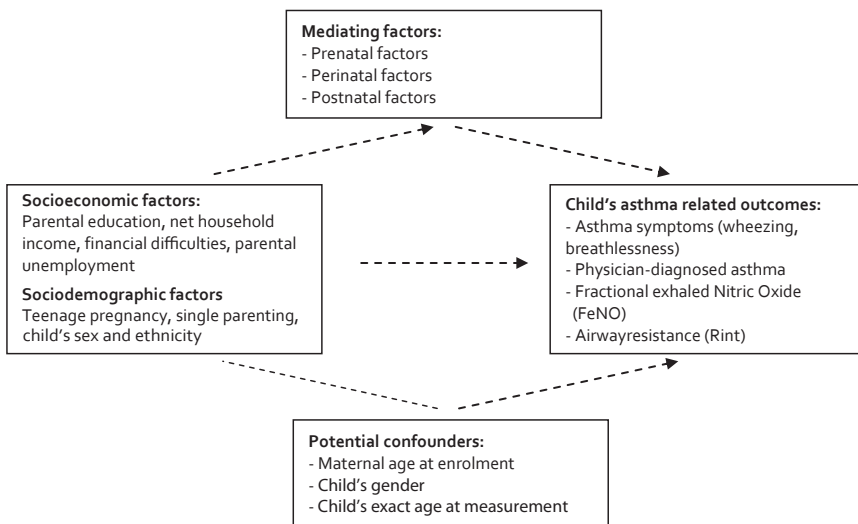 Mediating factors:
- Prenatal factors
- Perinatal factors
- Postnatal factors
Socioeconomic factors:
Parental education, net household
income, financial difficulties, parental
unemployment
Sociodemographic factors
Teenage pregnancy, single parenting,
child's sex and ethnicity
Child's asthma related outcomes:
- Asthma symptoms (wheezing,
breathlessness)
- Physician-diagnosed asthma
- Fractional exhaled Nitric Oxide
(FeNO)
- Airwayresistance (Rint)
Potential confounders:
- Maternal age at enrolment
- Child's gender
- Child's exact age at measurement